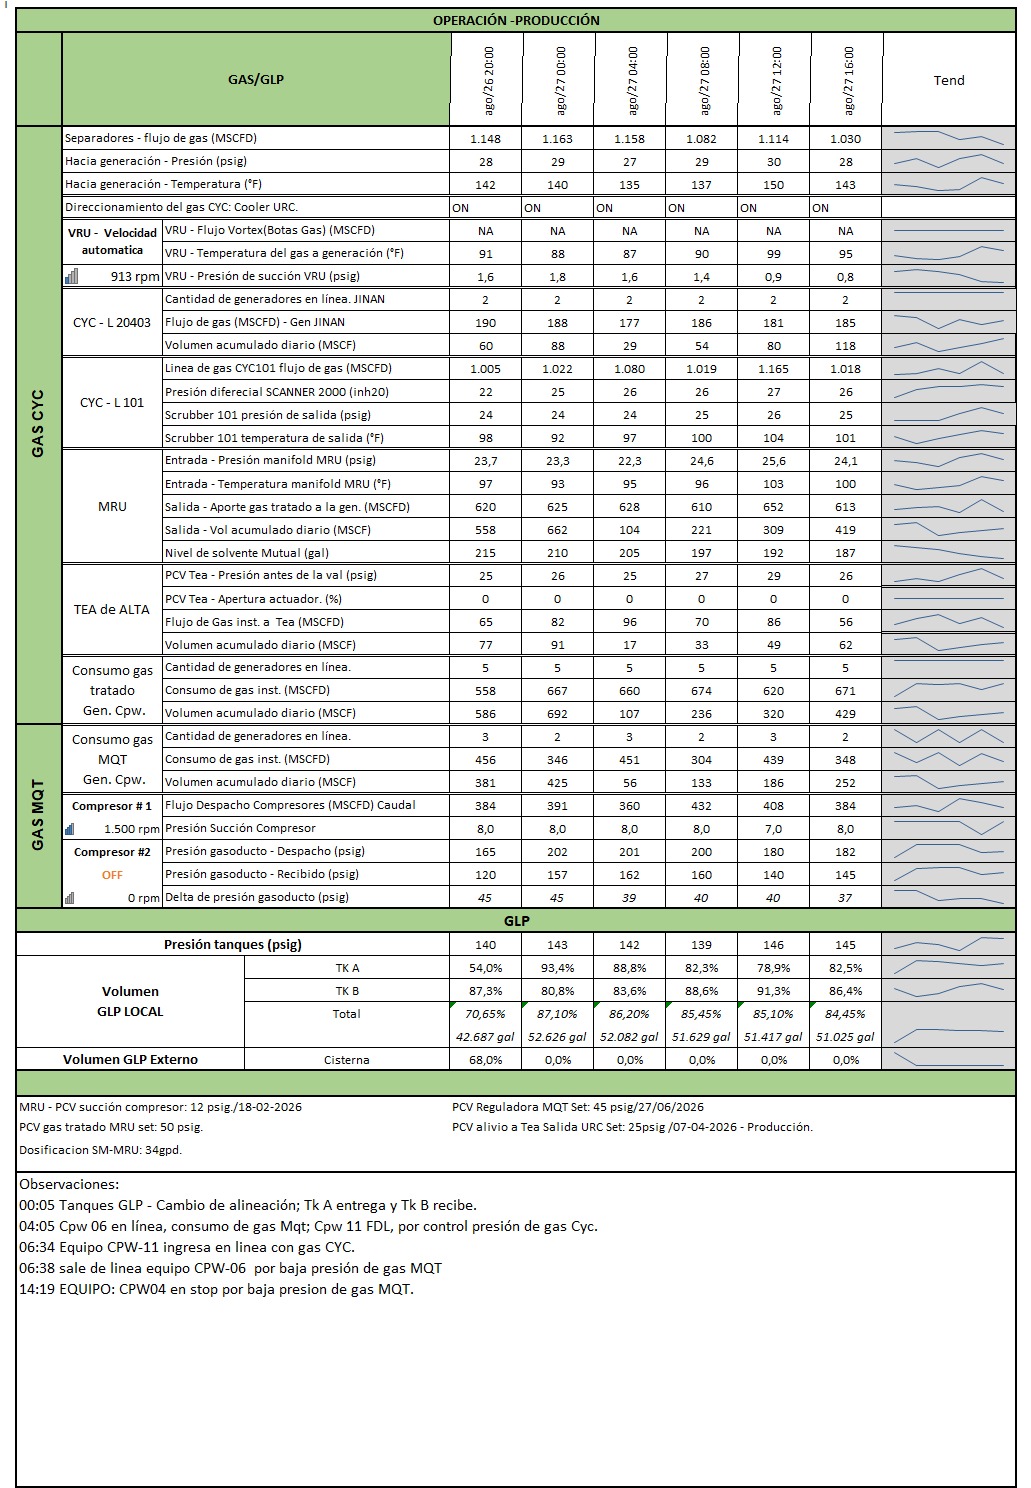 OPERACIÓN -PRODUCCIÓN
GAS/GLP ago/26 20:00 ago/27 00:00 ago/27 04:00 ago/27 08:00 ago/27 12:00 ago/27 16:00 Tend
GAS CYC
Separadores - flujo de gas (MSCFD) 1.148 1.163 1.158 1.082 1.114 1.030
Hacia generación - Presión (psig) 28 29 27 29 30 28
Hacia generación - Temperatura (°F) 142 140 135 137 150 143
Direccionamiento del gas CYC: Cooler URC. ON ON ON ON ON ON
VRU - Velocidad automatica
913 rpm
VRU - Flujo Vortex(Botas Gas) (MSCFD) NA NA NA NA NA NA
VRU - Temperatura del gas a generación (°F) 91 88 87 90 99 95
VRU - Presión de succión VRU (psig) 1,6 1,8 1,6 1,4 0,9 0,8
CYC - L 20403
Cantidad de generadores en línea. JINAN 2 2 2 2 2 2
Flujo de gas (MSCFD) - Gen JINAN 190 188 177 186 181 185
Volumen acumulado diario (MSCF) 60 88 29 54 80 118
CYC - L 101
Linea de gas CYC101 flujo de gas (MSCFD) 1.005 1.022 1.080 1.019 1.165 1.018
Presión diferecial SCANNER 2000 (inh20) 22 25 26 26 27 26
Scrubber 101 presión de salida (psig) 24 24 24 25 26 25
Scrubber 101 temperatura de salida (°F) 98 92 97 100 104 101
MRU
Entrada - Presión manifold MRU (psig) 23,7 23,3 22,3 24,6 25,6 24,1
Entrada - Temperatura manifold MRU (°F) 97 93 95 96 103 100
Salida - Aporte gas tratado a la gen. (MSCFD) 620 625 628 610 652 613
Salida - Vol acumulado diario (MSCF) 558 662 104 221 309 419
Nivel de solvente Mutual (gal) 215 210 205 197 192 187
TEA de ALTA
PCV Tea - Presión antes de la val (psig) 25 26 25 27 29 26
PCV Tea - Apertura actuador. (%) 0 0 0 0 0 0
Flujo de Gas inst. a Tea (MSCFD) 65 82 96 70 86 56
Volumen acumulado diario (MSCF) 77 91 17 33 49 62
Consumo gas tratado Gen. Cpw.
Cantidad de generadores en línea. 5 5 5 5 5 5
Consumo de gas inst. (MSCFD) 558 667 660 674 620 671
Volumen acumulado diario (MSCF) 586 692 107 236 320 429
GAS MQT
Consumo gas MQT Gen. Cpw.
Cantidad de generadores en línea. 3 2 3 2 3 2
Consumo de gas inst. (MSCFD) 456 346 451 304 439 348
Volumen acumulado diario (MSCF) 381 425 56 133 186 252
Compresor # 1
1.500 rpm
Flujo Despacho Compresores (MSCFD) Caudal 384 391 360 432 408 384
Presión Succión Compresor 8,0 8,0 8,0 8,0 7,0 8,0
Compresor #2
OFF
0 rpm
Presión gasoducto - Despacho (psig) 165 202 201 200 180 182
Presión gasoducto - Recibido (psig) 120 157 162 160 140 145
Delta de presión gasoducto (psig) 45 45 39 40 40 37
GLP
Presión tanques (psig) 140 143 142 139 146 145
Volumen GLP LOCAL
TK A 54,0% 93,4% 88,8% 82,3% 78,9% 82,5%
TK B 87,3% 80,8% 83,6% 88,6% 91,3% 86,4%
Total 70,65% 87,10% 86,20% 85,45% 85,10% 84,45%
42.687 gal 52.626 gal 52.082 gal 51.629 gal 51.417 gal 51.025 gal
Volumen GLP Externo Cisterna 68,0% 0,0% 0,0% 0,0% 0,0% 0,0%
MRU - PCV succión compresor: 12 psig./18-02-2026 PCV Reguladora MQT Set: 45 psig/27/06/2026
PCV gas tratado MRU set: 50 psig. PCV alivio a Tea Salida URC Set: 25psig /07-04-2026 - Producción.
Dosificacion SM-MRU: 34gpd.
Observaciones:
00:05 Tanques GLP - Cambio de alineación; Tk A entrega y Tk B recibe.
04:05 Cpw 06 en línea, consumo de gas Mqt; Cpw 11 FDL, por control presión de gas Cyc.
06:34 Equipo CPW-11 ingresa en linea con gas CYC.
06:38 sale de linea equipo CPW-06 por baja presión de gas MQT
14:19 EQUIPO: CPW04 en stop por baja presion de gas MQT.